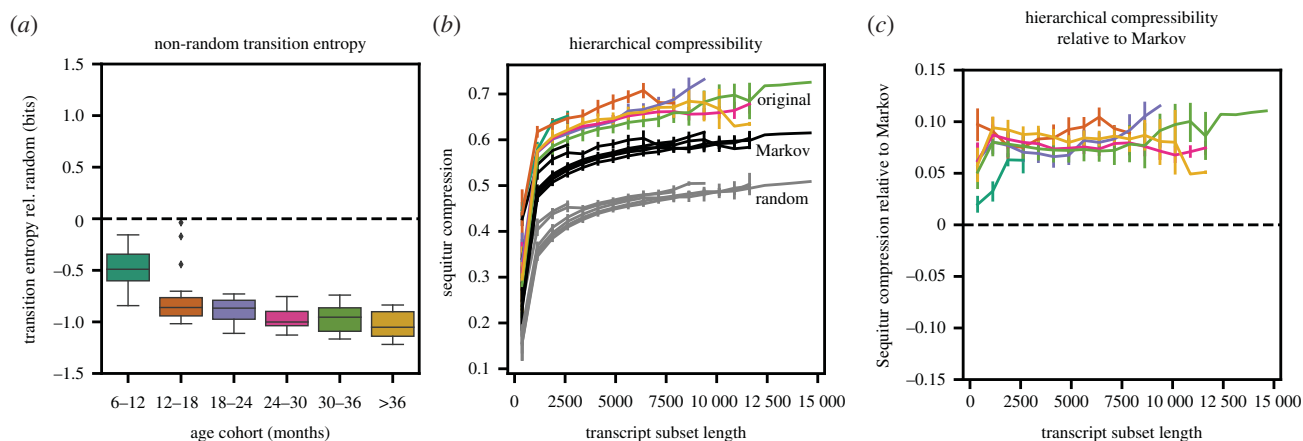 (a)
non-random transition entropy
transition entropy rel. random (bits)
1.5
1.0
0.5
0
–0.5
–1.0
–1.5
6–12 12–18 18–24 24–30 30–36 >36
age cohort (months)
(b)
hierarchical compressibility
sequitur compression
0.7
0.6
0.5
0.4
0.3
0.2
0.1
original
Markov
random
0 2500 5000 7500 10 000 12 500 15 000
transcript subset length
(c)
hierarchical compressibility
relative to Markov
Sequitur compression relative to Markov
0.15
0.10
0.05
0
–0.05
–0.10
–0.15
0 2500 5000 7500 10 000 12 500 15 000
transcript subset length